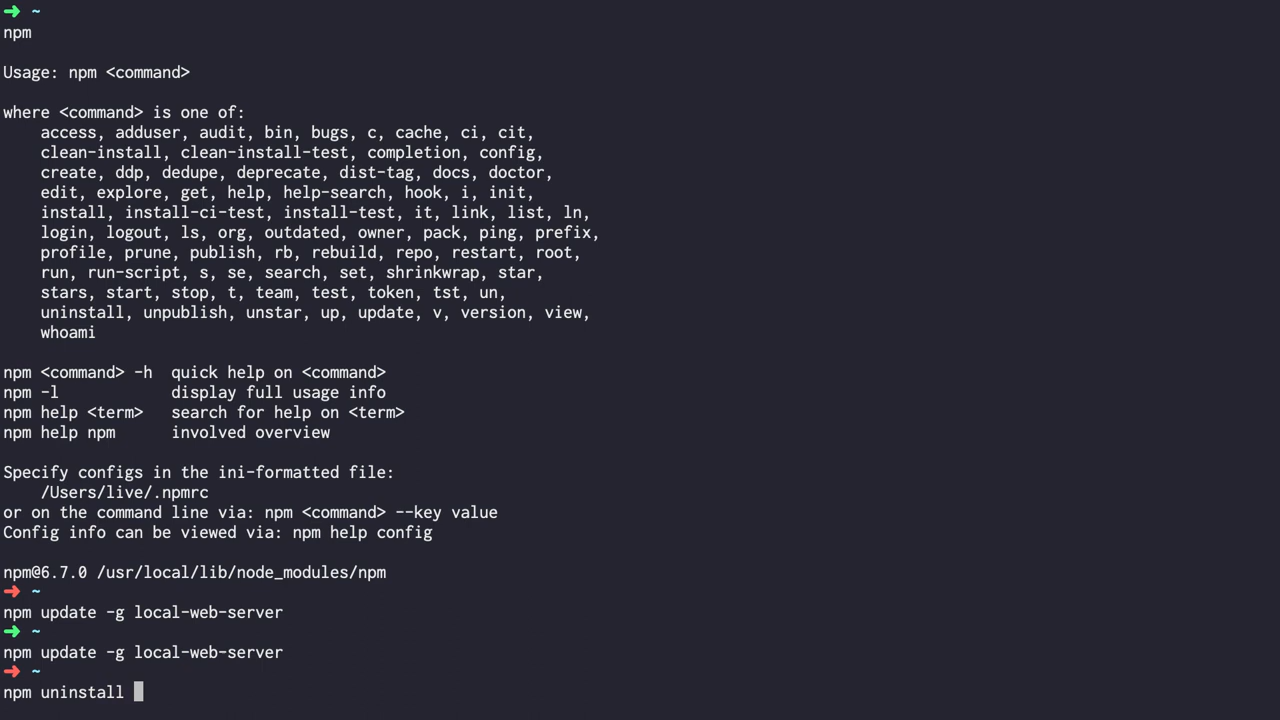 ➜ ~
npm

Usage: npm <command>

where <command> is one of:
    access, adduser, audit, bin, bugs, c, cache, ci, cit,
    clean-install, clean-install-test, completion, config,
    create, ddp, dedupe, deprecate, dist-tag, docs, doctor,
    edit, explore, get, help, help-search, hook, i, init,
    install, install-ci-test, install-test, it, link, list, ln,
    login, logout, ls, org, outdated, owner, pack, ping, prefix,
    profile, prune, publish, rb, rebuild, repo, restart, root,
    run, run-script, s, se, search, set, shrinkwrap, star,
    stars, start, stop, t, team, test, token, tst, un,
    uninstall, unpublish, unstar, up, update, v, version, view,
    whoami

npm <command> -h  quick help on <command>
npm -l            display full usage info
npm help <term>   search for help on <term>
npm help npm      involved overview

Specify configs in the ini-formatted file:
    /Users/live/.npmrc
or on the command line via: npm <command> --key value
Config info can be viewed via: npm help config

npm@6.7.0 /usr/local/lib/node_modules/npm
➜ ~
npm update -g local-web-server
➜ ~
npm update -g local-web-server
➜ ~
npm uninstall